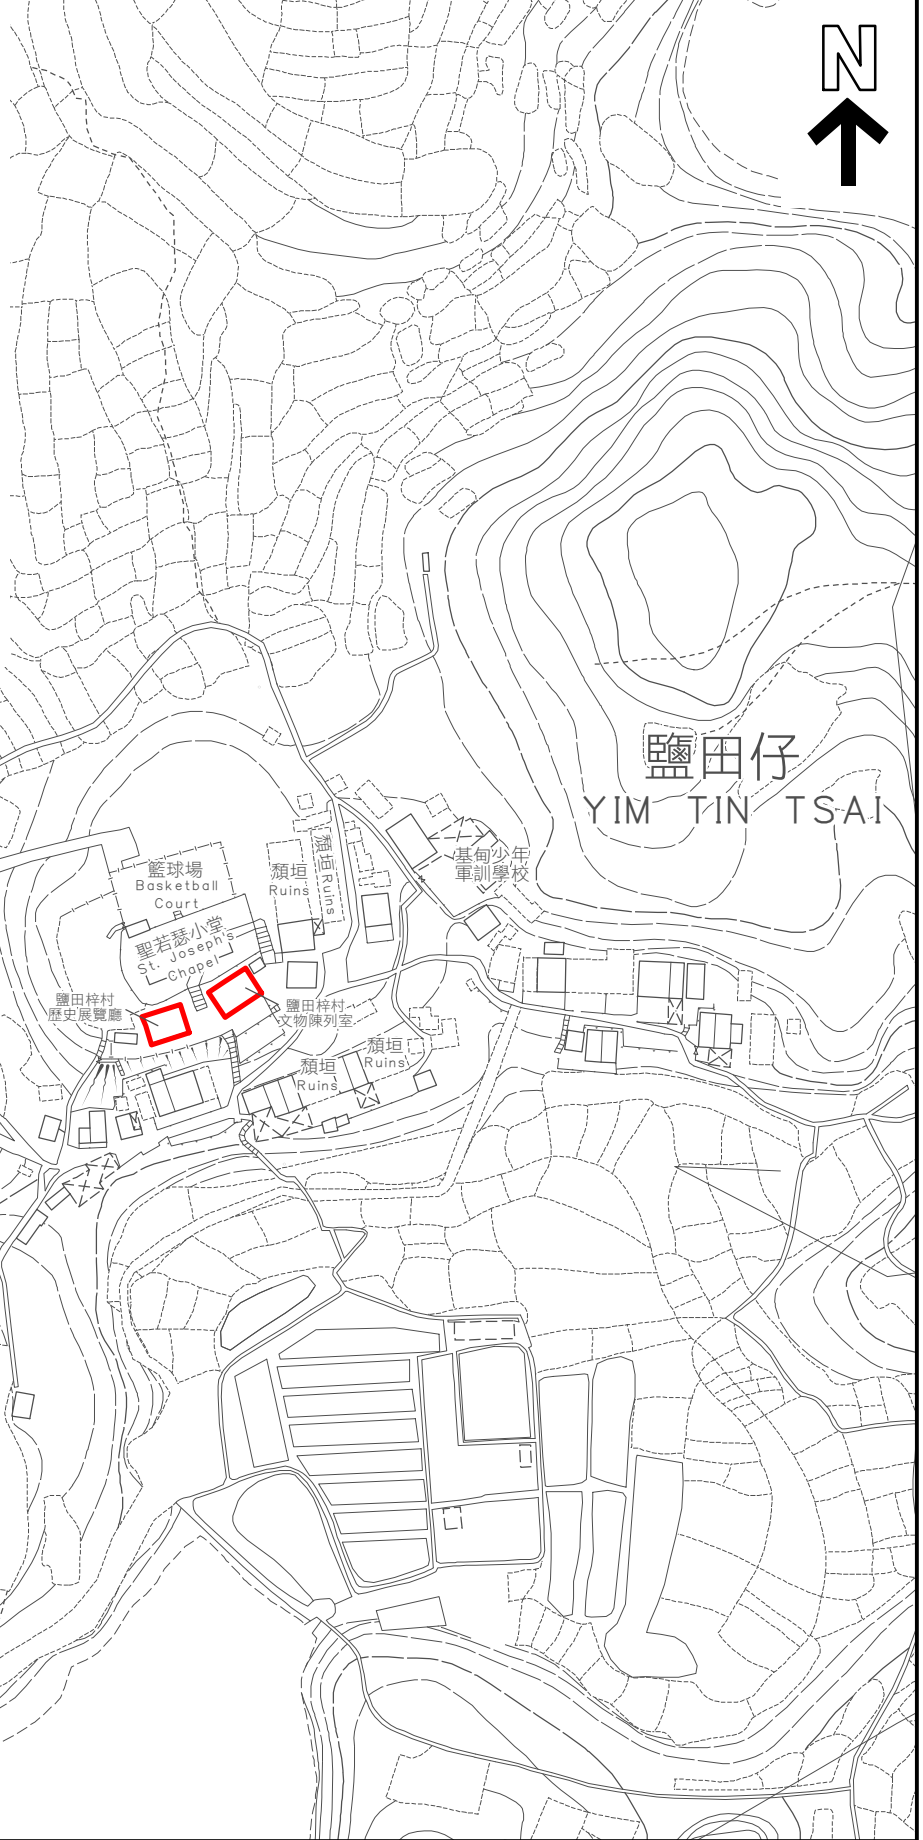 N
鹽田仔
YIM TIN TSAI
基甸少年
軍訓學校
籃球場
Basketball
Court
頹垣
Ruins
頹垣 Ruins
聖若瑟小堂
St. Joseph's
Chapel
鹽田梓村
歷史展覽廳
鹽田梓村
文物陳列室
頹垣
Ruins
頹垣
Ruins